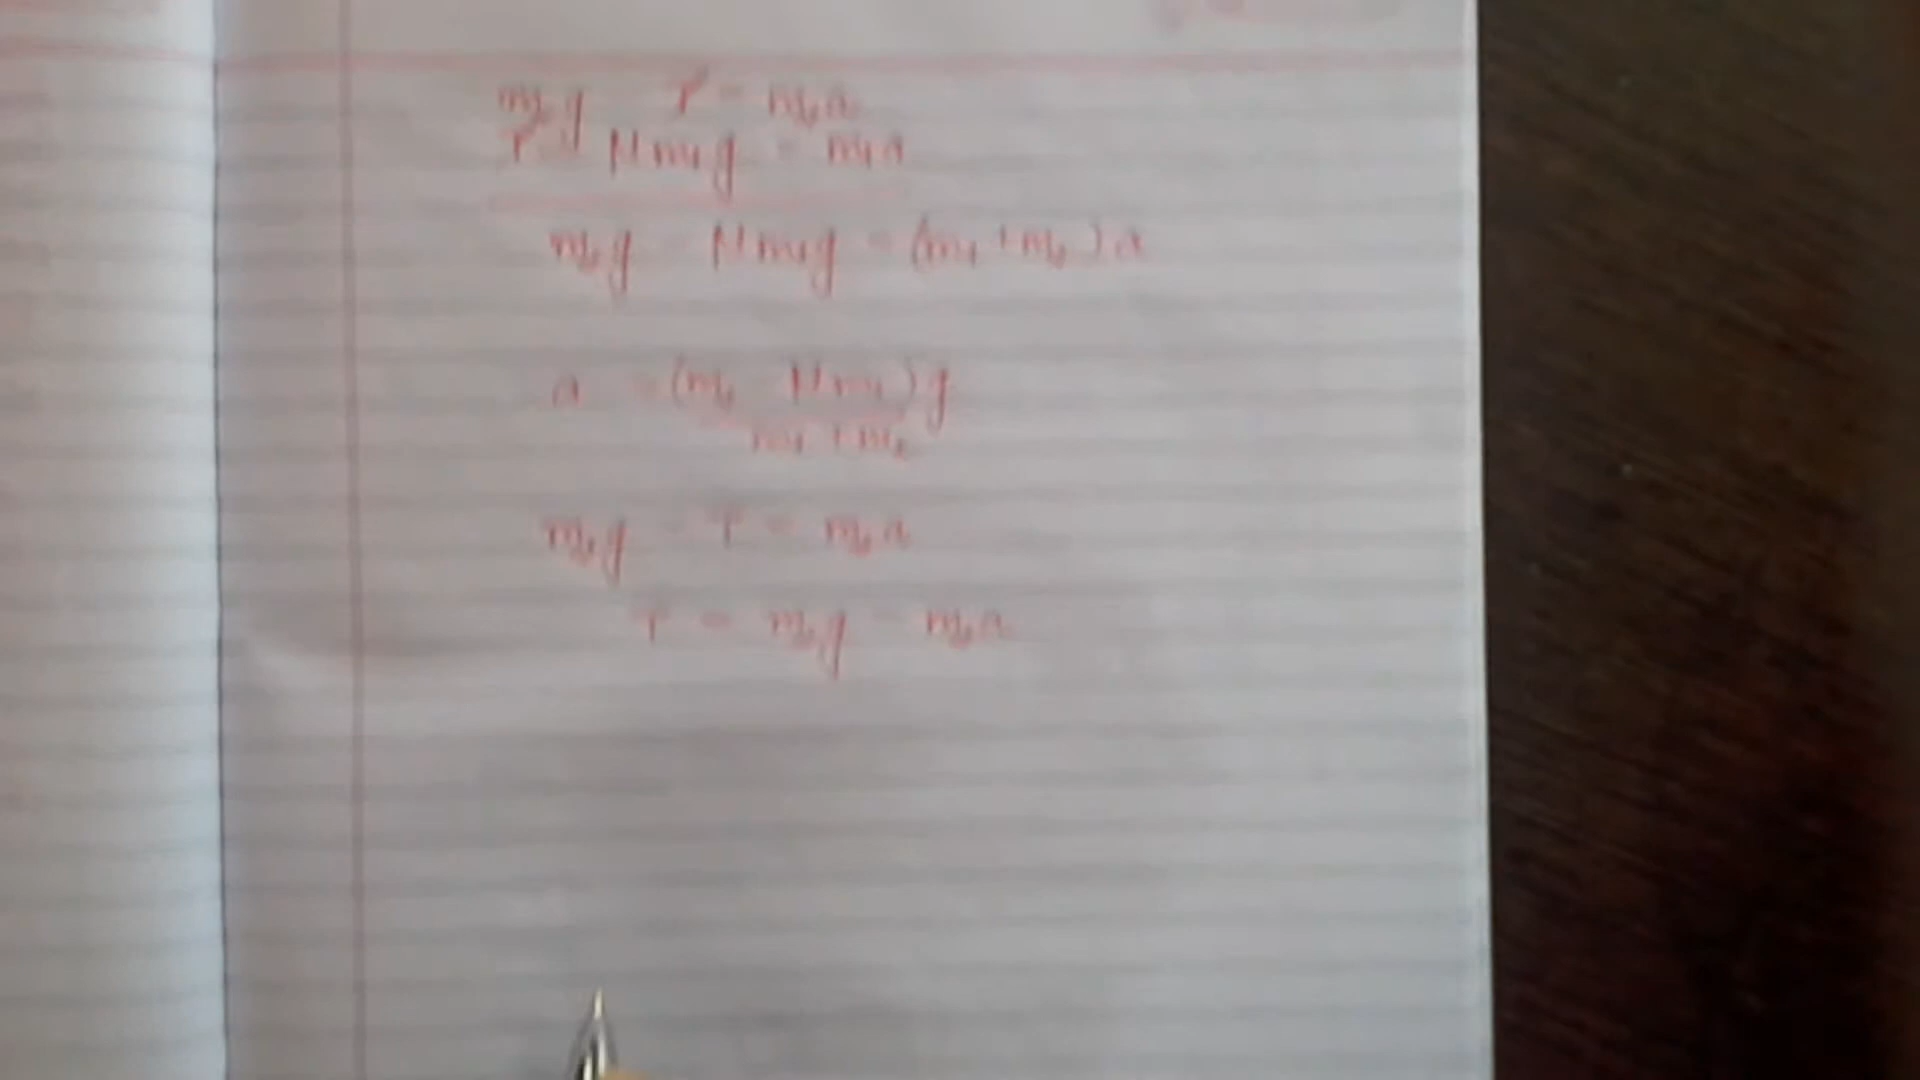 m₂g - T = m₂a
T - μm₁g = m₁a
m₂g - μm₁g = (m₁+m₂)a
a = (m₂ - μm₁)g
m₁+m₂
m₂g - T = m₂a
T = m₂g - m₂a